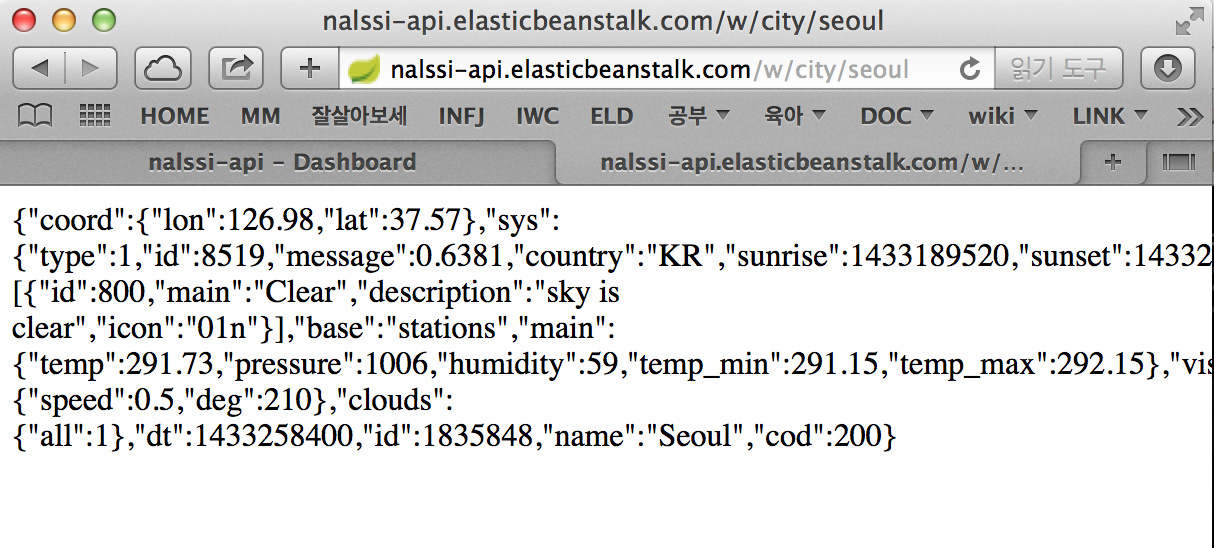 nalssi-api.elasticbeanstalk.com/w/city/seoul
nalssi-api.elasticbeanstalk.com/w/city/seoul 읽기 도구
HOME MM 잘살아보세 INFJ IWC ELD 공부 육아 DOC wiki LINK
nalssi-api – Dashboard nalssi-api.elasticbeanstalk.com/w/...
{"coord":{"lon":126.98,"lat":37.57},"sys":
{"type":1,"id":8519,"message":0.6381,"country":"KR","sunrise":1433189520,"sunset":14332
[{"id":800,"main":"Clear","description":"sky is
clear","icon":"01n"}],"base":"stations","main":
{"temp":291.73,"pressure":1006,"humidity":59,"temp_min":291.15,"temp_max":292.15},"vis
{"speed":0.5,"deg":210},"clouds":
{"all":1},"dt":1433258400,"id":1835848,"name":"Seoul","cod":200}